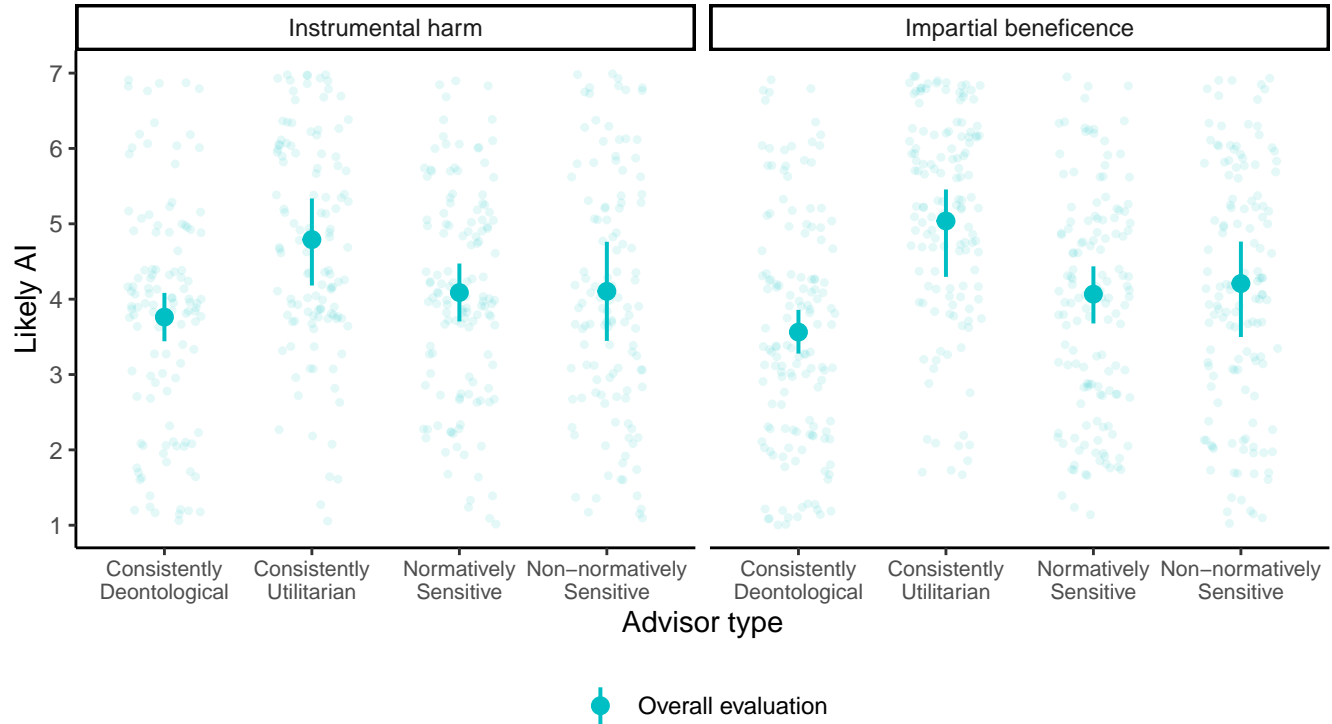 Instrumental harm
Impartial beneficence
Likely AI
7
6
5
4
3
2
1
Consistently Deontological
Consistently Utilitarian
Normatively Sensitive
Non−normatively Sensitive
Consistently Deontological
Consistently Utilitarian
Normatively Sensitive
Non−normatively Sensitive
Advisor type
Overall evaluation